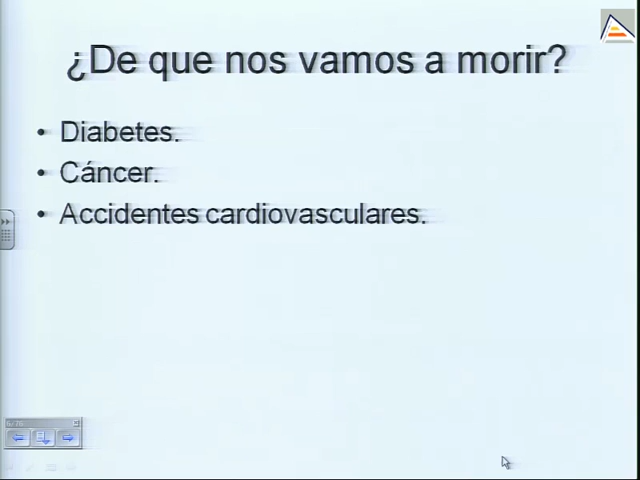 ¿De que nos vamos a morir?
• Diabetes.
• Cáncer.
• Accidentes cardiovasculares.